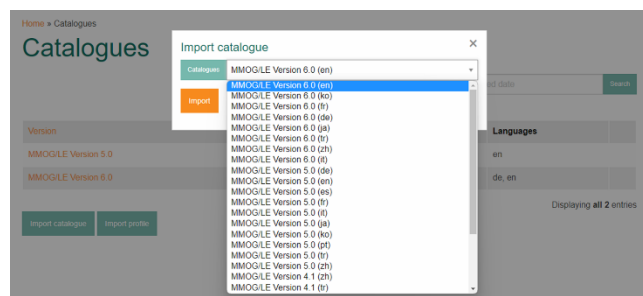 Home » Catalogues
Catalogues
Import catalogue
×
Catalogues
MMOG/LE Version 6.0 (en)
MMOG/LE Version 6.0 (en)
MMOG/LE Version 6.0 (ko)
MMOG/LE Version 6.0 (fr)
MMOG/LE Version 6.0 (de)
MMOG/LE Version 6.0 (ja)
MMOG/LE Version 6.0 (tr)
MMOG/LE Version 6.0 (zh)
MMOG/LE Version 6.0 (it)
MMOG/LE Version 5.0 (de)
MMOG/LE Version 5.0 (en)
MMOG/LE Version 5.0 (es)
MMOG/LE Version 5.0 (fr)
MMOG/LE Version 5.0 (it)
MMOG/LE Version 5.0 (ja)
MMOG/LE Version 5.0 (ko)
MMOG/LE Version 5.0 (pt)
MMOG/LE Version 5.0 (tr)
MMOG/LE Version 5.0 (zh)
MMOG/LE Version 4.1 (zh)
MMOG/LE Version 4.1 (tr)
Import
ed date
Search
Version
Languages
MMOG/LE Version 5.0
en
MMOG/LE Version 6.0
de, en
Displaying all 2 entries
Import catalogue
Import profile